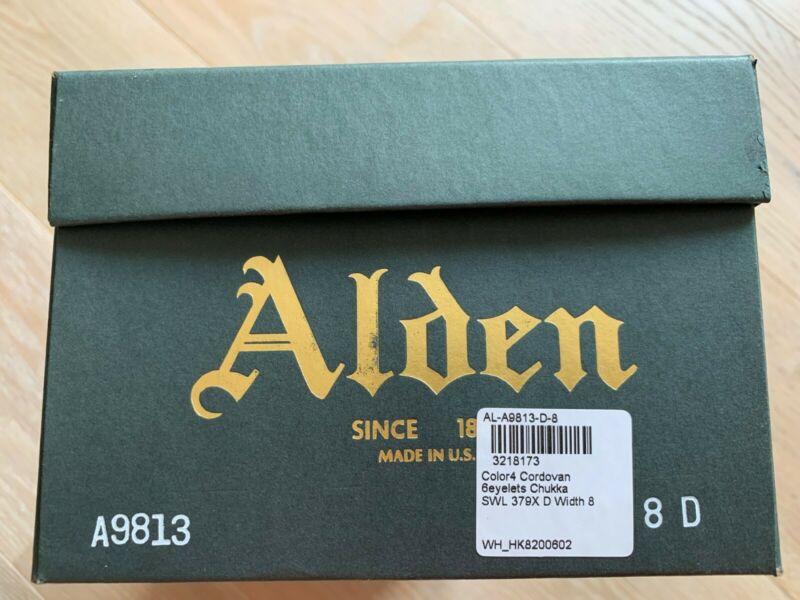 Alden
SINCE 18
MADE IN U.S.
AL-A9813-D-8
3218173
Color4 Cordovan
6eyelets Chukka
SWL 379X D Width 8
WH_HK8200602
A9813
8 D